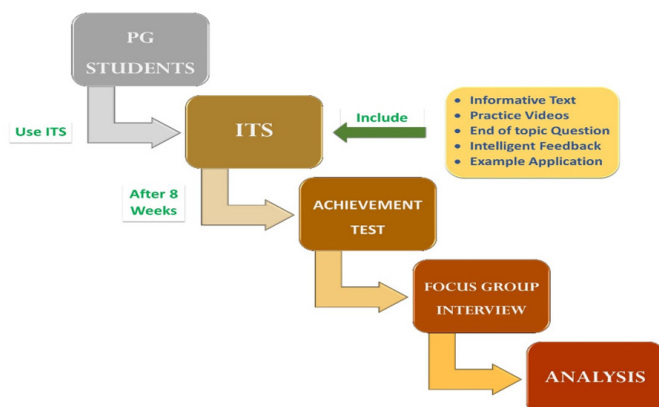 PG
STUDENTS
Use ITS
ITS
Include
• Informative Text
• Practice Videos
• End of topic Question
• Intelligent Feedback
• Example Application
After 8
Weeks
ACHIEVEMENT
TEST
FOCUS GROUP
INTERVIEW
ANALYSIS